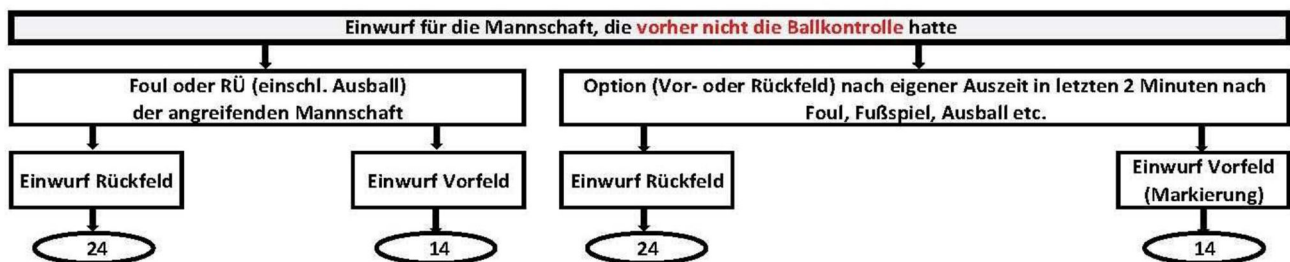 Einwurf für die Mannschaft, die vorher nicht die Ballkontrolle hatte
Foul oder RÜ (einschl. Ausball)
der angreifenden Mannschaft
Option (Vor- oder Rückfeld) nach eigener Auszeit in letzten 2 Minuten nach
Foul, Fußspiel, Ausball etc.
Einwurf Rückfeld
Einwurf Vorfeld
Einwurf Rückfeld
Einwurf Vorfeld
(Markierung)
24
14
24
14